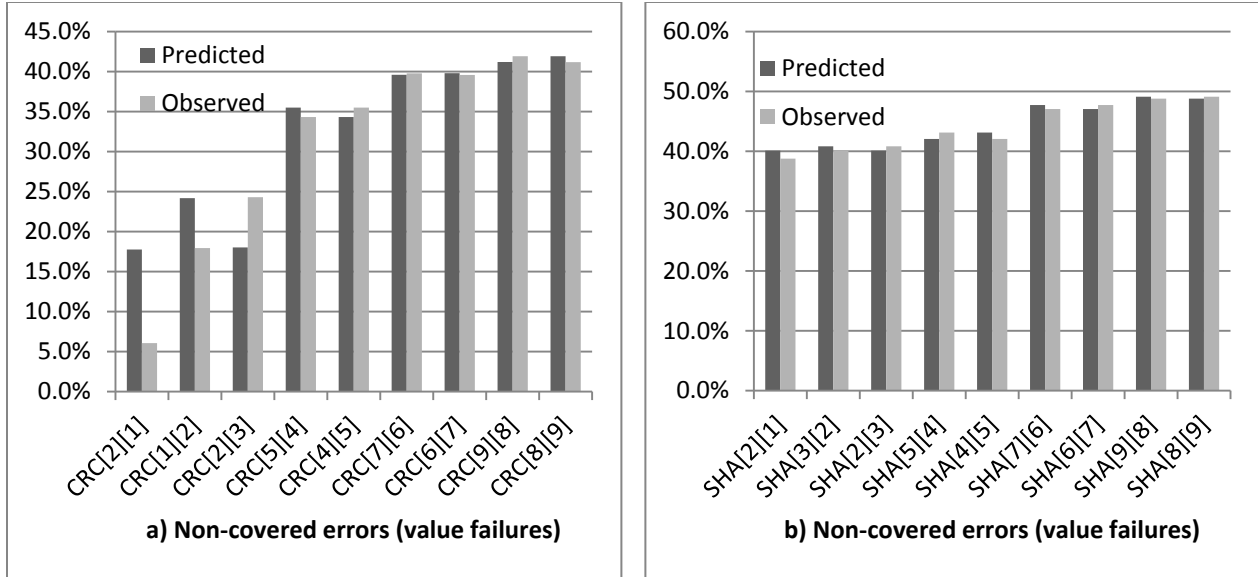 45.0%
40.0%
35.0%
30.0%
25.0%
20.0%
15.0%
10.0%
5.0%
0.0%
Predicted
Observed
CRC[2][1]
CRC[1][2]
CRC[2][3]
CRC[5][4]
CRC[4][5]
CRC[7][6]
CRC[6][7]
CRC[9][8]
CRC[8][9]
a) Non-covered errors (value failures)
60.0%
50.0%
40.0%
30.0%
20.0%
10.0%
0.0%
Predicted
Observed
SHA[2][1]
SHA[3][2]
SHA[2][3]
SHA[5][4]
SHA[4][5]
SHA[7][6]
SHA[6][7]
SHA[9][8]
SHA[8][9]
b) Non-covered errors (value failures)